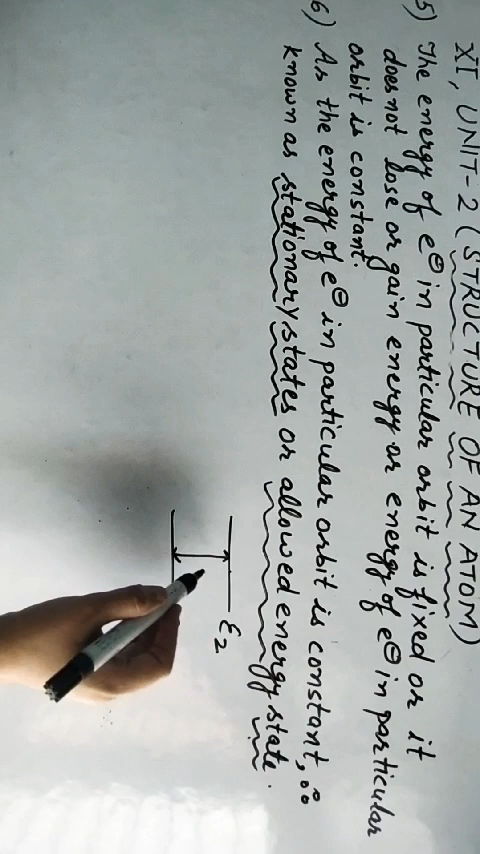 XI, UNIT-2 (STRUCTURE OF AN ATOM)
5) The energy of e⊖ in particular orbit is fixed or it
does not lose or gain energy or energy of e⊖ in particular
orbit is constant.
6) As the energy of e⊖ in particular orbit is constant, ∴
known as stationary states or allowed energy state.
E2